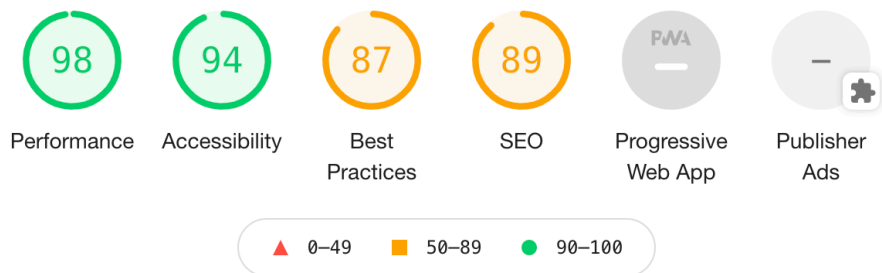 98 94 87 89 PWA – –
Performance Accessibility Best Practices SEO Progressive Web App Publisher Ads
0–49 50–89 90–100